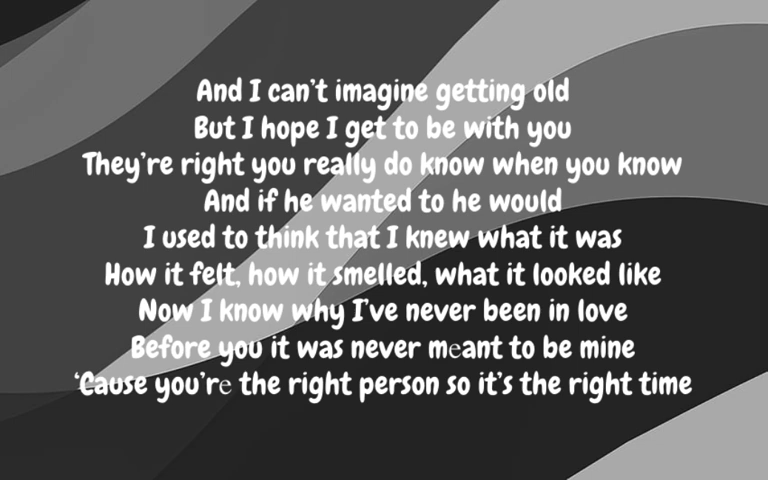 And I can't imagine getting old
But I hope I get to be with you
They're right you really do know when you know
And if he wanted to he would
I used to think that I knew what it was
How it felt, how it smelled, what it looked like
Now I know why I've never been in love
Before you it was never mеant to be mine
‘Cause you'rе the right person so it's the right time